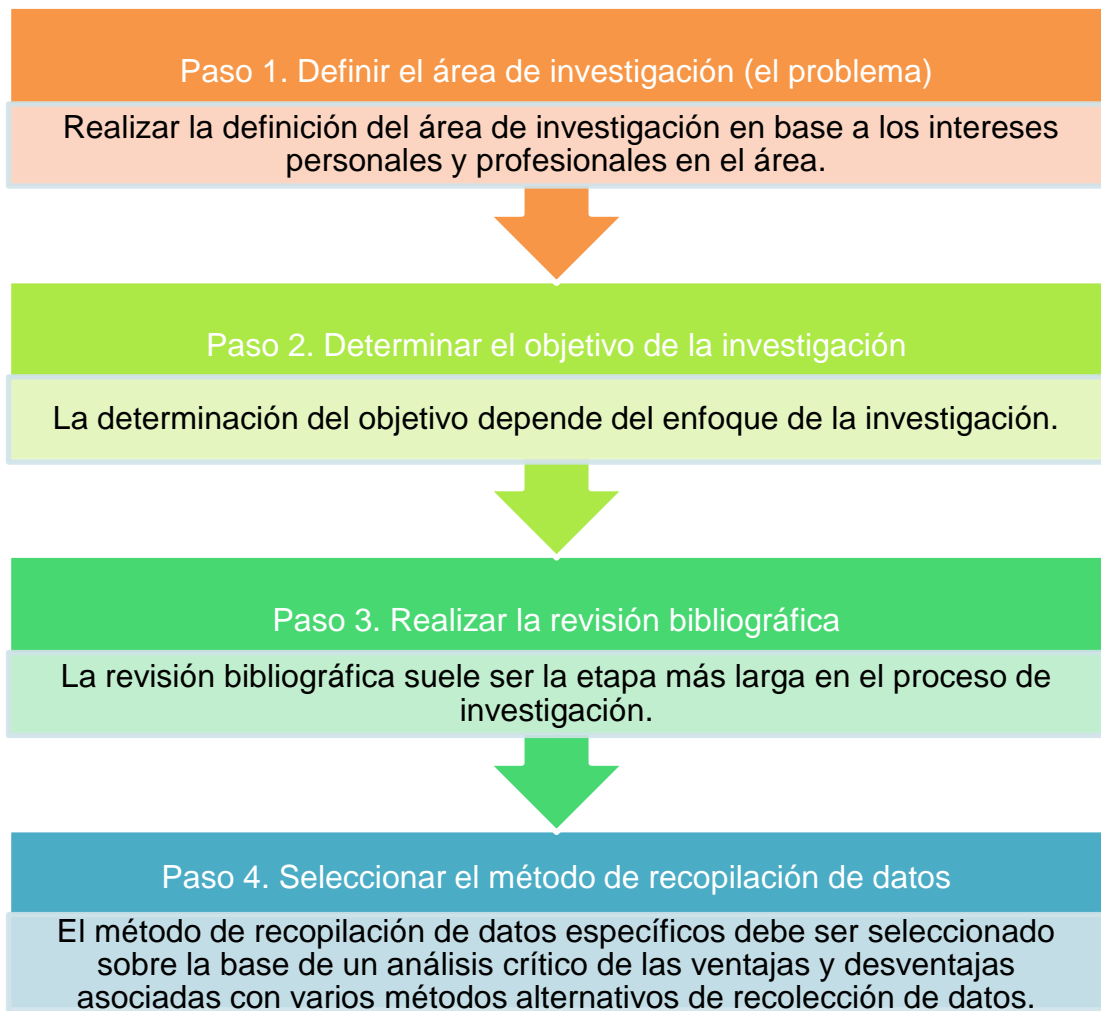 Paso 1. Definir el área de investigación (el problema)
Realizar la definición del área de investigación en base a los intereses
personales y profesionales en el área.
Paso 2. Determinar el objetivo de la investigación
La determinación del objetivo depende del enfoque de la investigación.
Paso 3. Realizar la revisión bibliográfica
La revisión bibliográfica suele ser la etapa más larga en el proceso de
investigación.
Paso 4. Seleccionar el método de recopilación de datos
El método de recopilación de datos específicos debe ser seleccionado
sobre la base de un análisis crítico de las ventajas y desventajas
asociadas con varios métodos alternativos de recolección de datos.